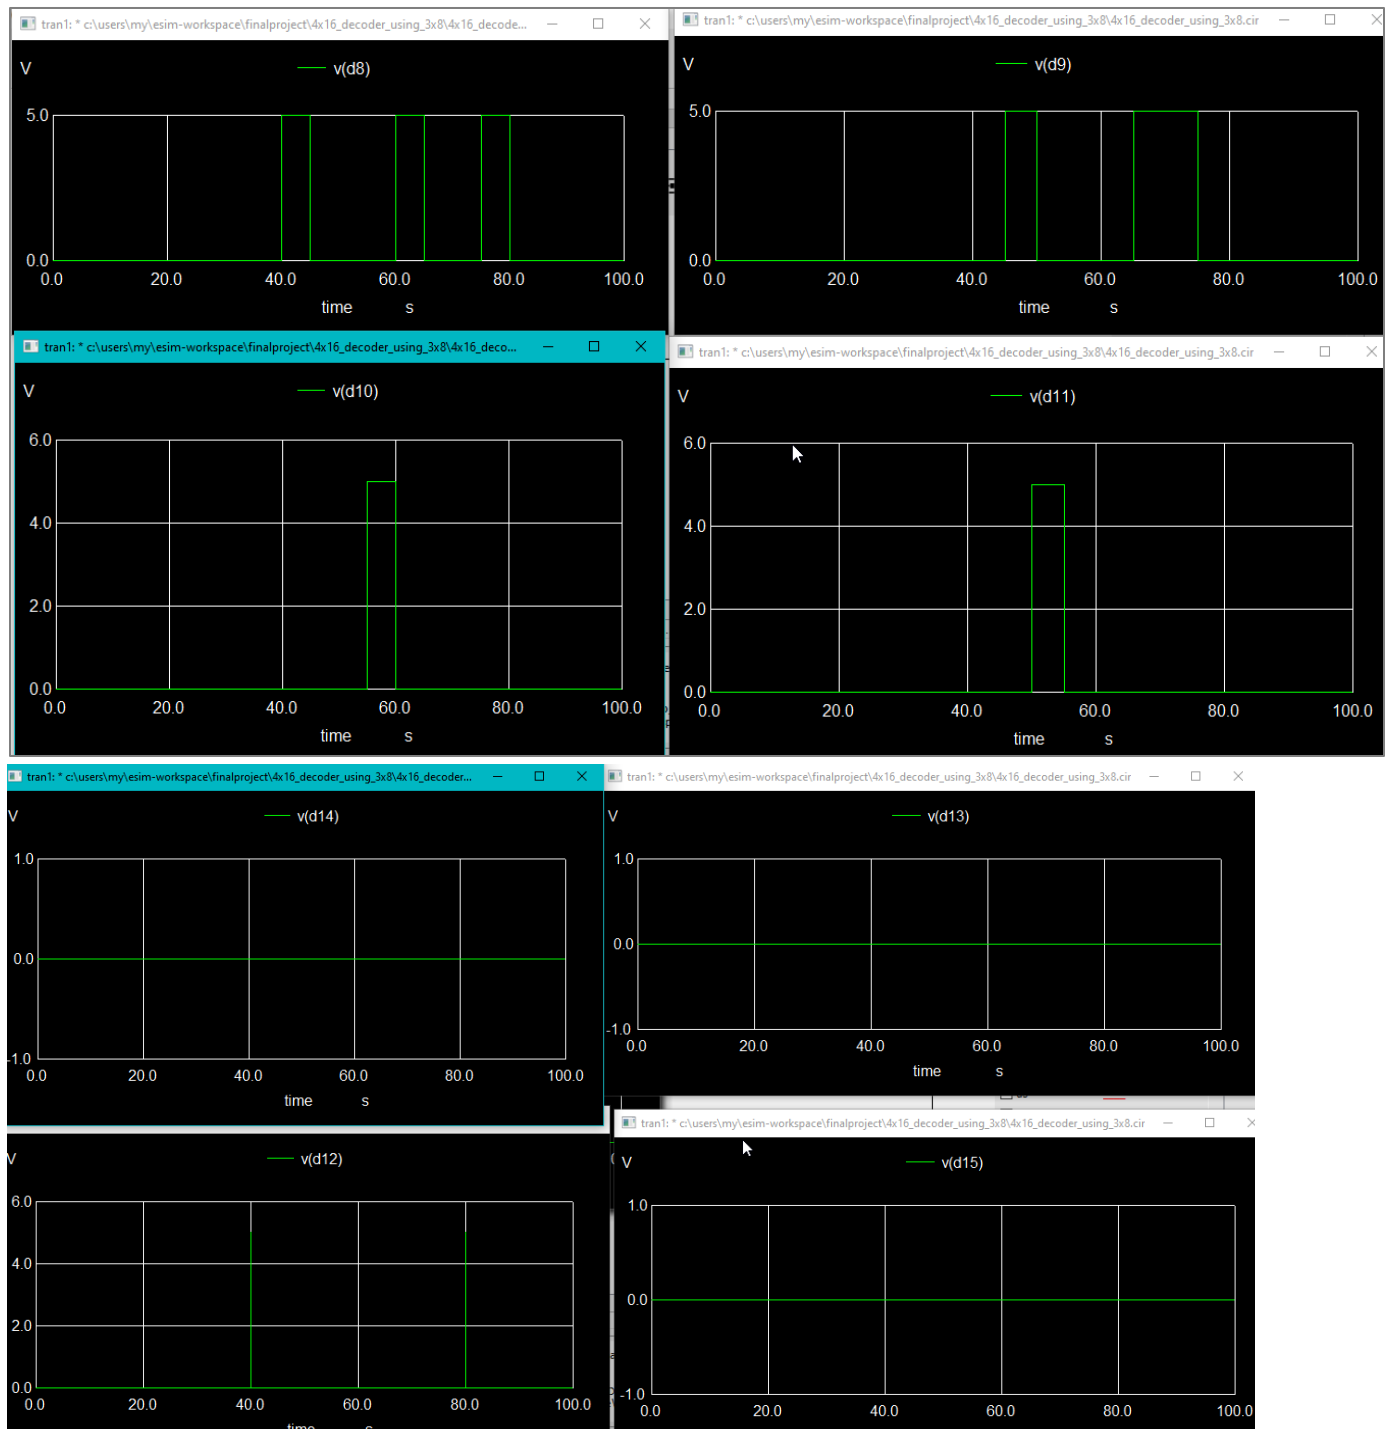 tran1: * c:\users\my\esim-workspace\finalproject\4x16_decoder_using_3x8\4x16_decode...
V
v(d8)
5.0
0.0
0.0 20.0 40.0 60.0 80.0 100.0
time s
tran1: * c:\users\my\esim-workspace\finalproject\4x16_decoder_using_3x8\4x16_decoder_using_3x8.cir
V
v(d9)
5.0
0.0
0.0 20.0 40.0 60.0 80.0 100.0
time s
tran1: * c:\users\my\esim-workspace\finalproject\4x16_decoder_using_3x8\4x16_deco...
V
v(d10)
6.0
4.0
2.0
0.0
0.0 20.0 40.0 60.0 80.0 100.0
time s
tran1: * c:\users\my\esim-workspace\finalproject\4x16_decoder_using_3x8\4x16_decoder_using_3x8.cir
V
v(d11)
6.0
4.0
2.0
0.0
0.0 20.0 40.0 60.0 80.0 100.0
time s
tran1: * c:\users\my\esim-workspace\finalproject\4x16_decoder_using_3x8\4x16_decoder...
V
v(d14)
1.0
0.0
-1.0
0.0 20.0 40.0 60.0 80.0 100.0
time s
tran1: * c:\users\my\esim-workspace\finalproject\4x16_decoder_using_3x8\4x16_decoder_using_3x8.cir
V
v(d13)
1.0
0.0
-1.0
0.0 20.0 40.0 60.0 80.0 100.0
time s
V
v(d12)
6.0
4.0
2.0
0.0
0.0 20.0 40.0 60.0 80.0 100.0
time s
tran1: * c:\users\my\esim-workspace\finalproject\4x16_decoder_using_3x8\4x16_decoder_using_3x8.cir
V
v(d15)
1.0
0.0
-1.0
0.0 20.0 40.0 60.0 80.0 100.0